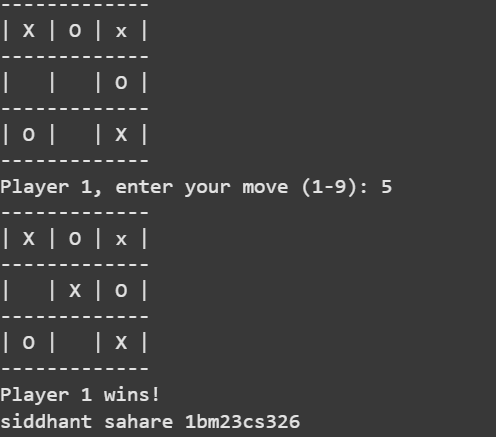 -------------
| X | O | x |
-------------
|   |   | O |
-------------
| O |   | X |
-------------
Player 1, enter your move (1-9): 5
-------------
| X | O | x |
-------------
|   | X | O |
-------------
| O |   | X |
-------------
Player 1 wins!
siddhant sahare 1bm23cs326